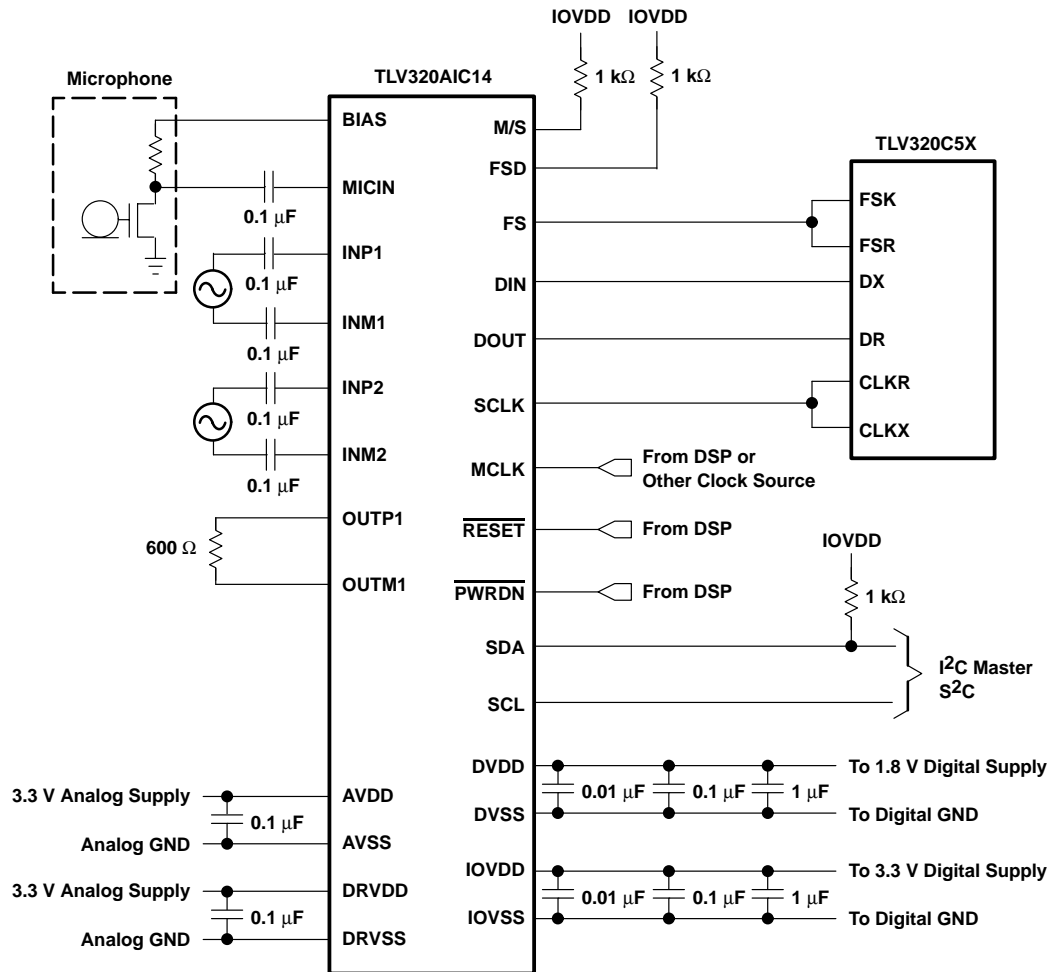 IOVDD
IOVDD
1 kΩ
1 kΩ
Microphone
TLV320AIC14
TLV320C5X
BIAS
MICIN
0.1 μF
INP1
0.1 μF
INM1
0.1 μF
INP2
0.1 μF
INM2
0.1 μF
OUTP1
600 Ω
OUTM1
3.3 V Analog Supply
AVDD
0.1 μF
Analog GND
AVSS
3.3 V Analog Supply
DRVDD
0.1 μF
Analog GND
DRVSS
M/S
FSD
FS
DIN
DOUT
SCLK
MCLK
RESET
PWRDN
SDA
SCL
DVDD
DVSS
IOVDD
IOVSS
FSK
FSR
DX
DR
CLKR
CLKX
From DSP or
Other Clock Source
From DSP
From DSP
IOVDD
1 kΩ
I2C Master
S2C
0.01 μF
0.1 μF
1 μF
To 1.8 V Digital Supply
To Digital GND
0.01 μF
0.1 μF
1 μF
To 3.3 V Digital Supply
To Digital GND